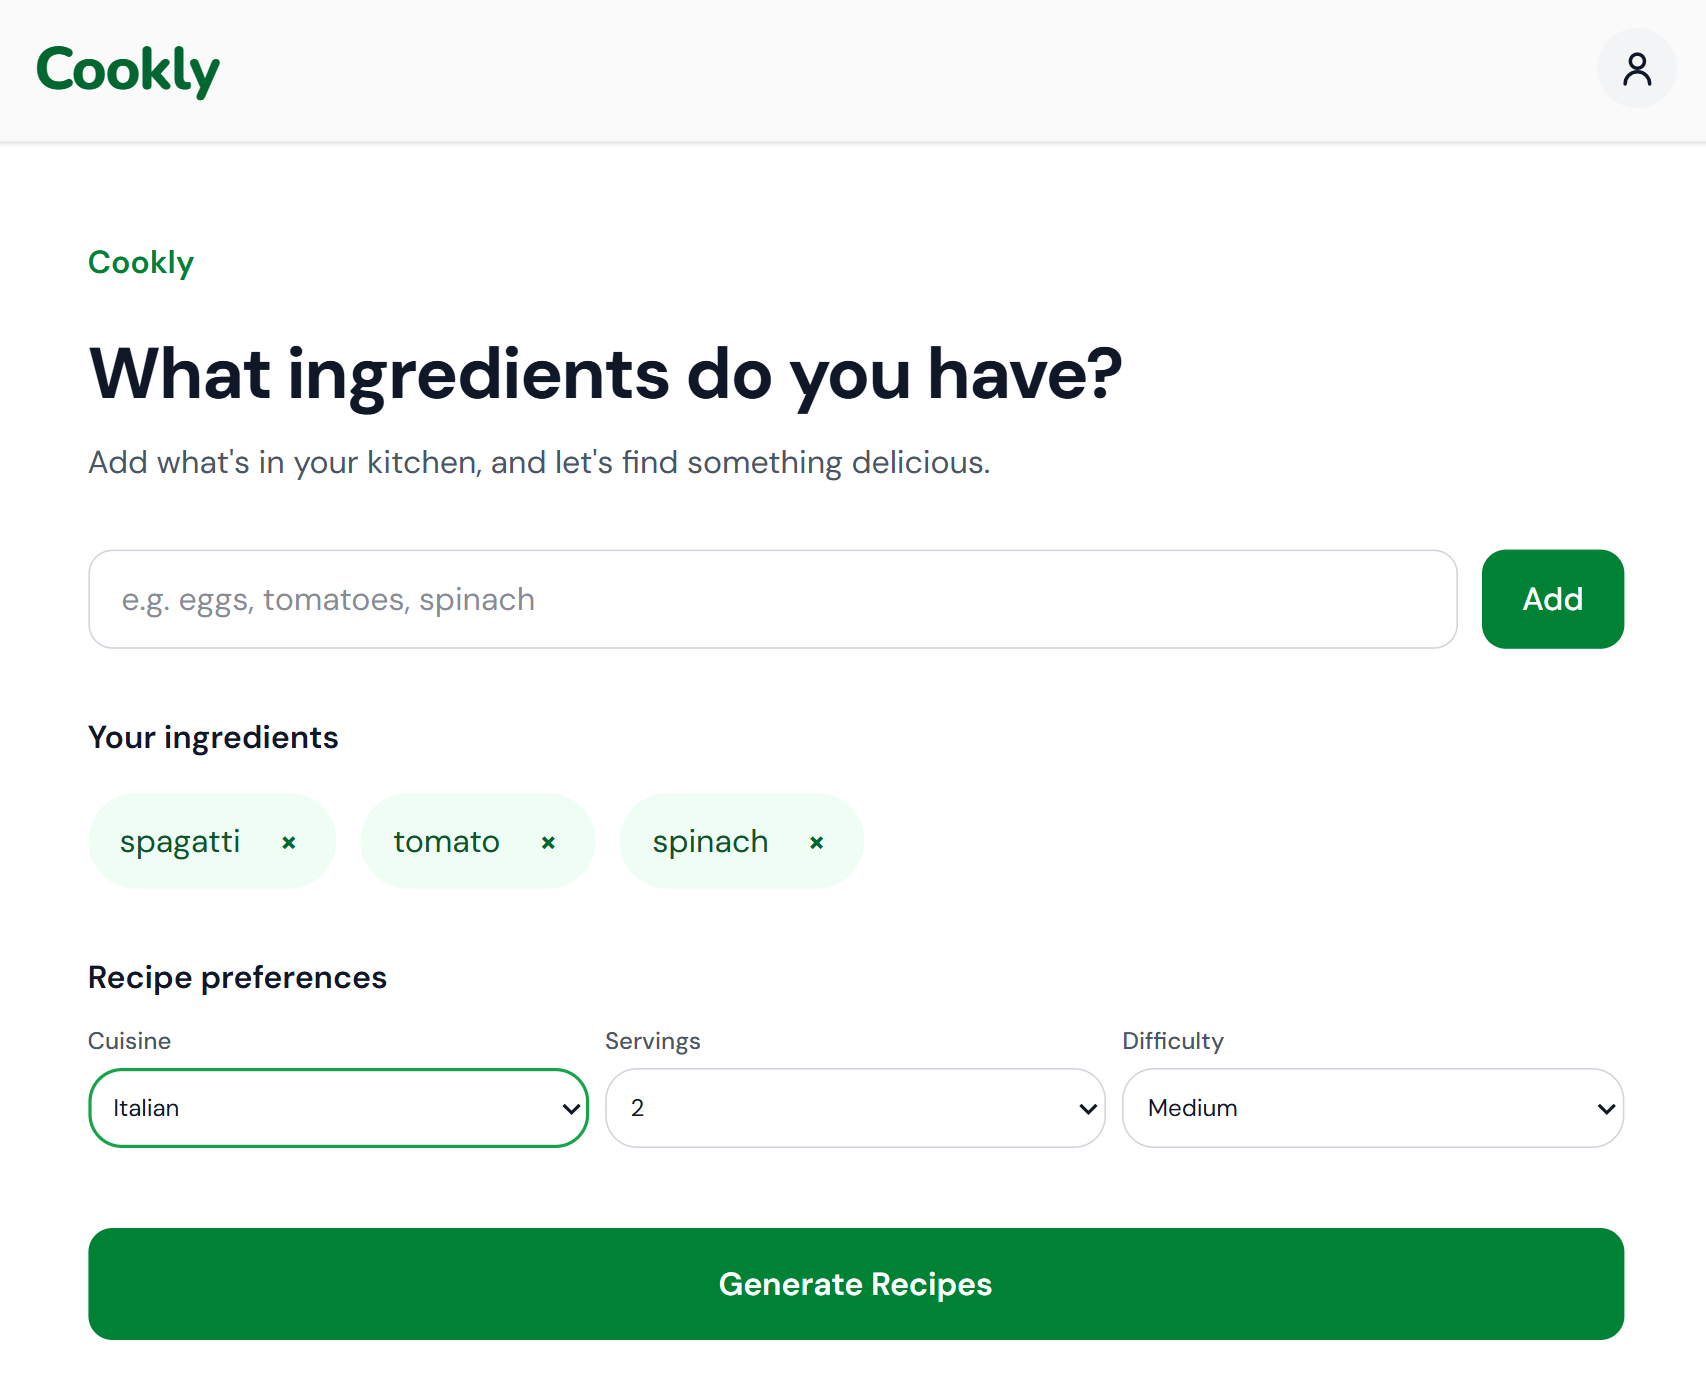 Cookly
Cookly
What ingredients do you have?
Add what's in your kitchen, and let's find something delicious.
e.g. eggs, tomatoes, spinach
Add
Your ingredients
spagatti × tomato × spinach ×
Recipe preferences
Cuisine Servings Difficulty
Italian 2 Medium
Generate Recipes